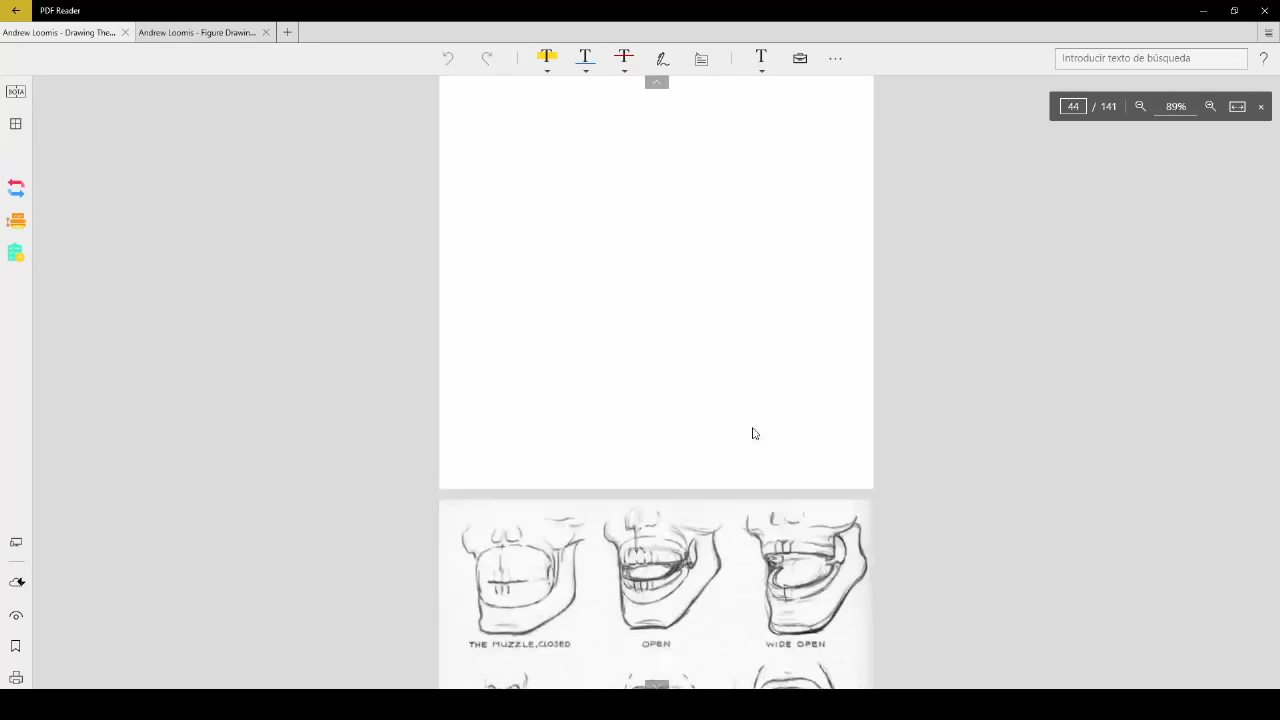 PDF Reader
Andrew Loomis - Drawing The...
Andrew Loomis - Figure Drawin...
T T T T
Introducir texto de búsqueda
?
44 / 141
89%
THE MUZZLE, CLOSED
OPEN
WIDE OPEN